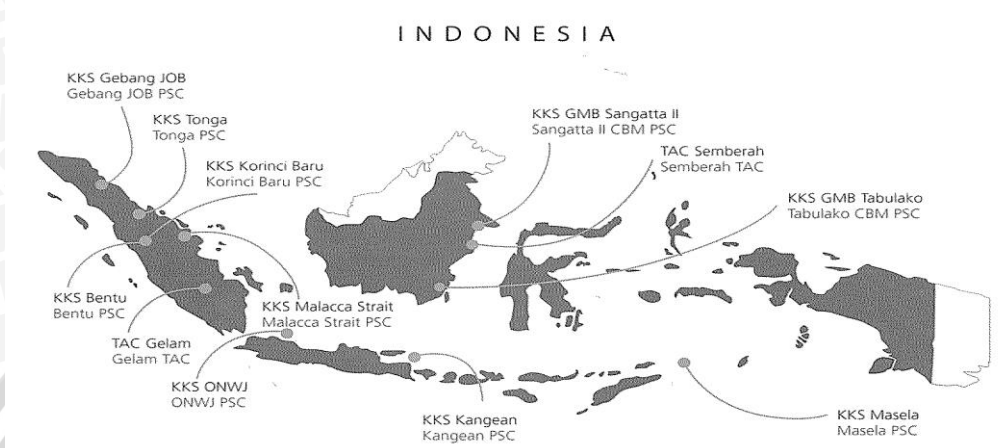 INDONESIA
KKS Gebang JOB
Gebang JOB PSC
KKS Tonga
Tonga PSC
KKS Korinci Baru
Korinci Baru PSC
KKS GMB Sangatta II
Sangatta II CBM PSC
TAC Semberah
Semberah TAC
KKS GMB Tabulako
Tabulako CBM PSC
KKS Bentu
Bentu PSC
KKS Malacca Strait
Malacca Strait PSC
TAC Gelam
Gelam TAC
KKS ONWJ
ONWJ PSC
KKS Kangean
Kangean PSC
KKS Masela
Masela PSC